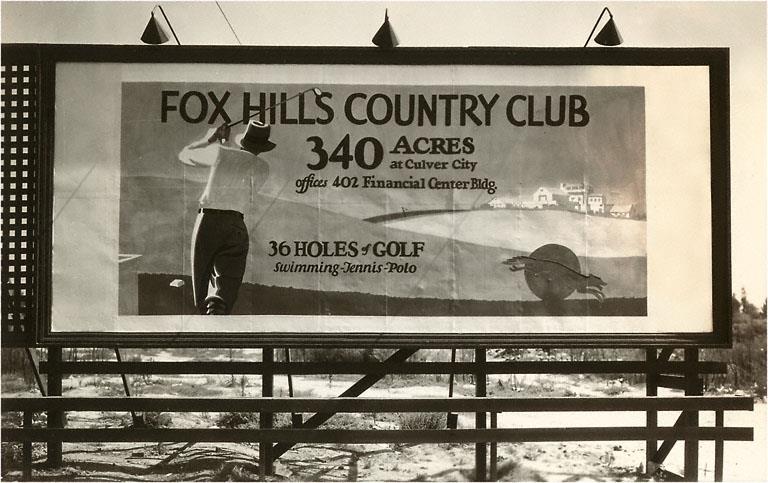 FOX HILLS COUNTRY CLUB
340 ACRES
at Culver City
offices 402 Financial Center Bldg.
36 HOLES of GOLF
Swimming-Tennis-Polo